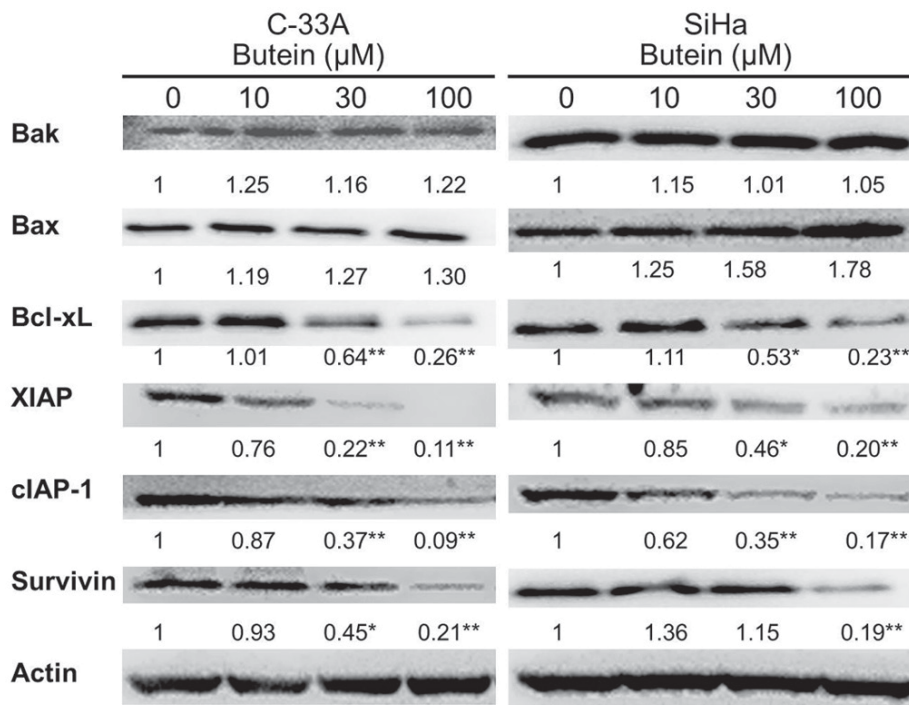 C-33A SiHa
Butein (µM) Butein (µM)
0 10 30 100 0 10 30 100
Bak
1 1.25 1.16 1.22 1 1.15 1.01 1.05
Bax
1 1.19 1.27 1.30 1 1.25 1.58 1.78
Bcl-xL
1 1.01 0.64** 0.26** 1 1.11 0.53* 0.23**
XIAP
1 0.76 0.22** 0.11** 1 0.85 0.46* 0.20**
cIAP-1
1 0.87 0.37** 0.09** 1 0.62 0.35** 0.17**
Survivin
1 0.93 0.45* 0.21** 1 1.36 1.15 0.19**
Actin